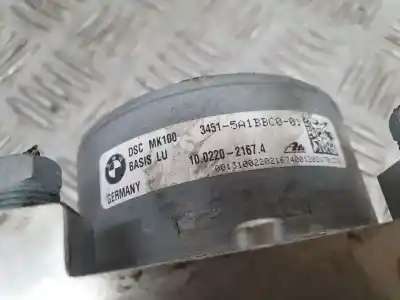 DSC MK100 3451-5A1BBC0-01
BASIS LU 10.0220-2167.4
GERMANY